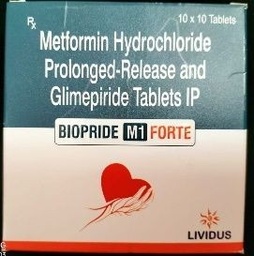 Rx 10 x 10 Tablets
Metformin Hydrochloride
Prolonged-Release and
Glimepiride Tablets IP
BIOPRIDE M1 FORTE
LIVIDUS